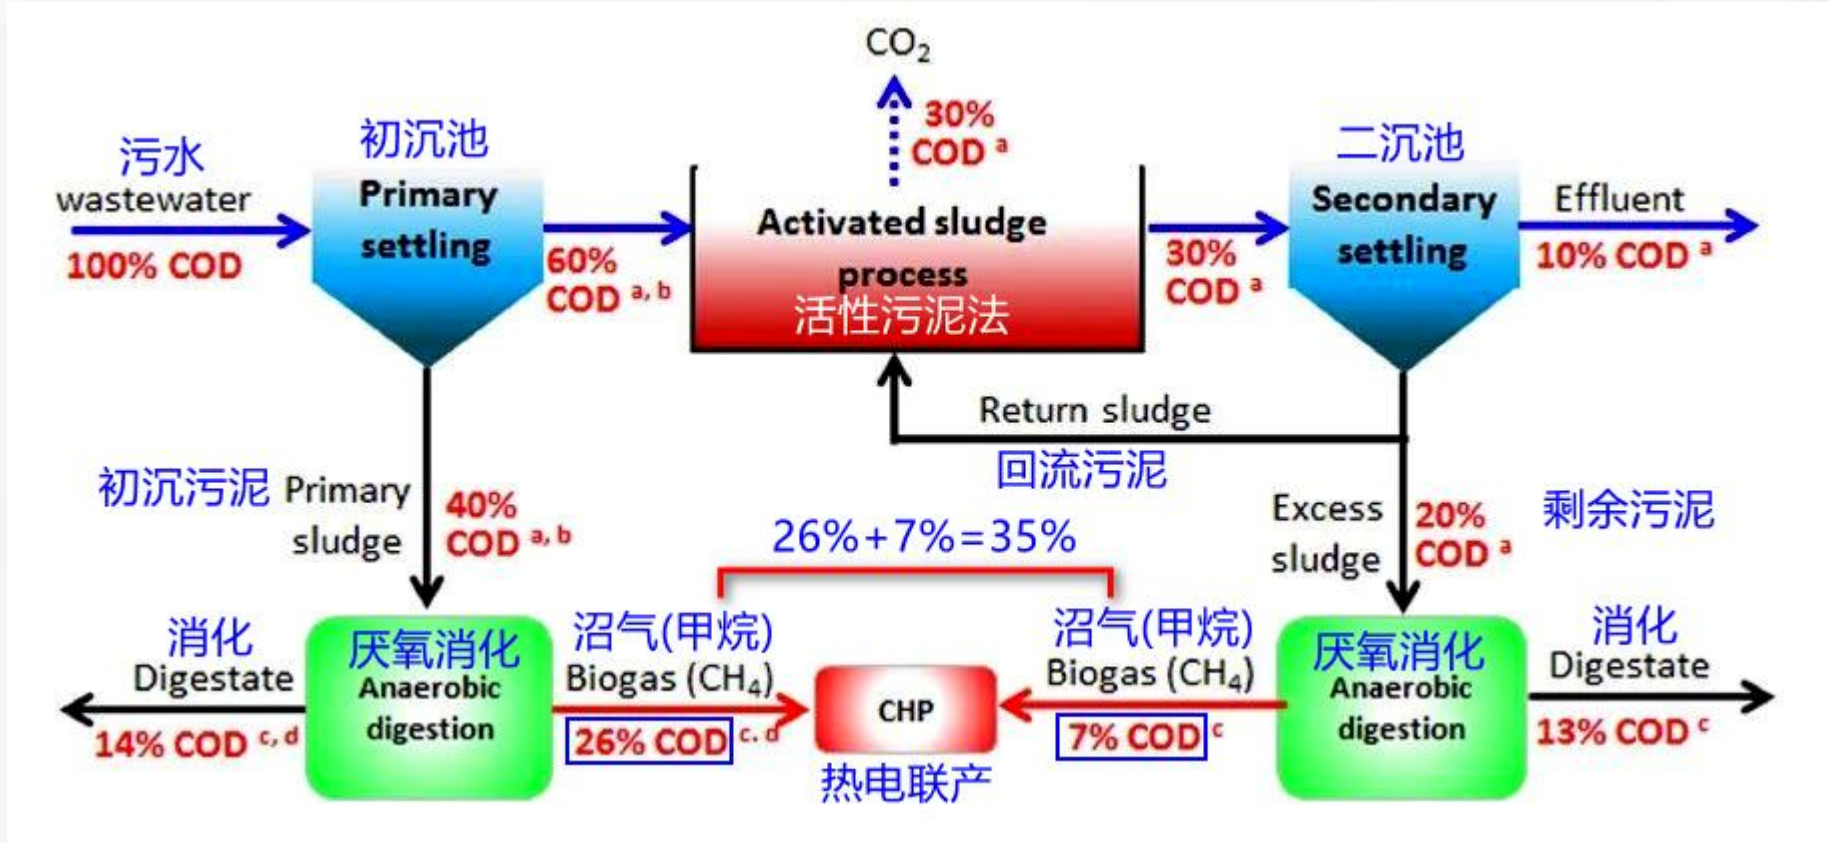 CO₂
30%
COD ᵃ
污水
wastewater
100% COD
初沉池
Primary
settling
60%
COD ᵃ, ᵇ
Activated sludge
process
活性污泥法
30%
COD ᵃ
二沉池
Secondary
settling
Effluent
10% COD ᵃ
Return sludge
回流污泥
初沉污泥
Primary
sludge
40%
COD ᵃ, ᵇ
26%+7%=35%
Excess
sludge
20%
COD ᵃ
剩余污泥
消化
Digestate
14% COD ᶜ, ᵈ
厌氧消化
Anaerobic
digestion
沼气(甲烷)
Biogas (CH₄)
26% COD ᶜ. ᵈ
CHP
热电联产
沼气(甲烷)
Biogas (CH₄)
7% COD ᶜ
厌氧消化
Anaerobic
digestion
消化
Digestate
13% COD ᶜ